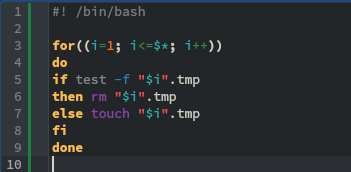 1 #! /bin/bash
2
3 for((i=1; i<=$*; i++))
4 do
5 if test -f "$i".tmp
6 then rm "$i".tmp
7 else touch "$i".tmp
8 fi
9 done
10